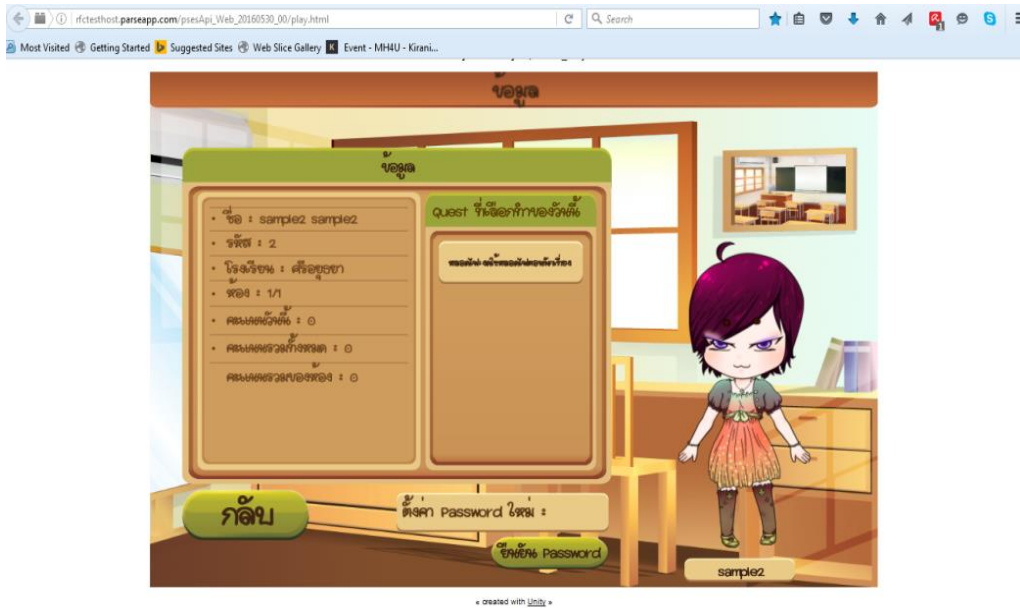 rfctesthost.parseapp.com/psesApi_Web_20160530_00/play.html
Search
Most Visited Getting Started Suggested Sites Web Slice Gallery Event - MH4U - Kirani...
ข้อมูล
ข้อมูล
• ชื่อ : sample2 sample2
• รหัส : 2
• โรงเรียน : ศรีอยุธยา
• ห้อง : 1/1
• คะแนนวันนี้ : 0
• คะแนนรวมทั้งหมด : 0
คะแนนรวมของห้อง : 0
Quest ที่เลือกทำของวันนี้
กลับ
ตั้งค่า Password ใหม่ :
ยืนยัน Password
sample2
« created with Unity »